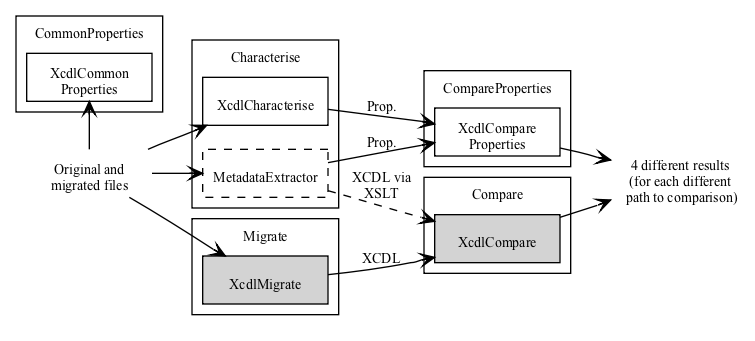 CommonProperties
XcdlCommon
Properties
Characterise
XcdlCharacterise
MetadataExtractor
Original and
migrated files
Migrate
XcdlMigrate
Prop.
Prop.
XCDL via
XSLT
XCDL
CompareProperties
XcdlCompare
Properties
Compare
XcdlCompare
4 different results
(for each different
path to comparison)